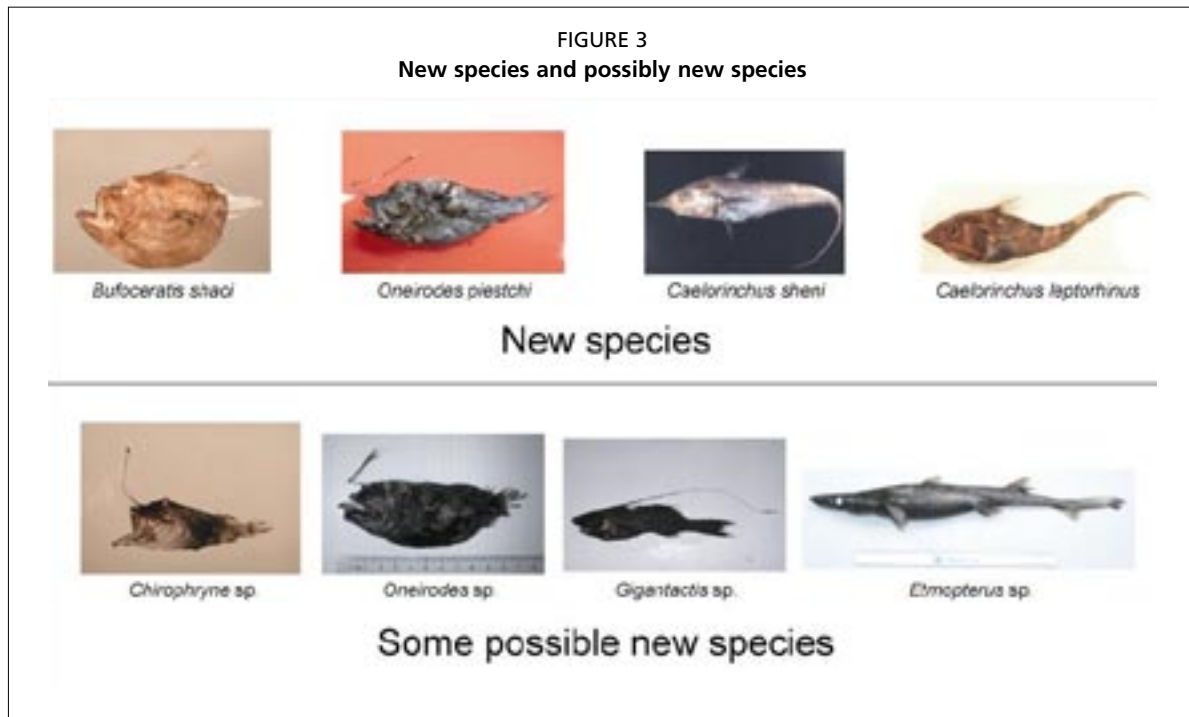 FIGURE 3
New species and possibly new species
Bufoceratis shaci
Oneirodes piestchi
Caelorinchus sheni
Caelorinchus leptorhinus
New species
Chirophryne sp.
Oneirodes sp.
Gigantactis sp.
Etmopterus sp.
Some possible new species